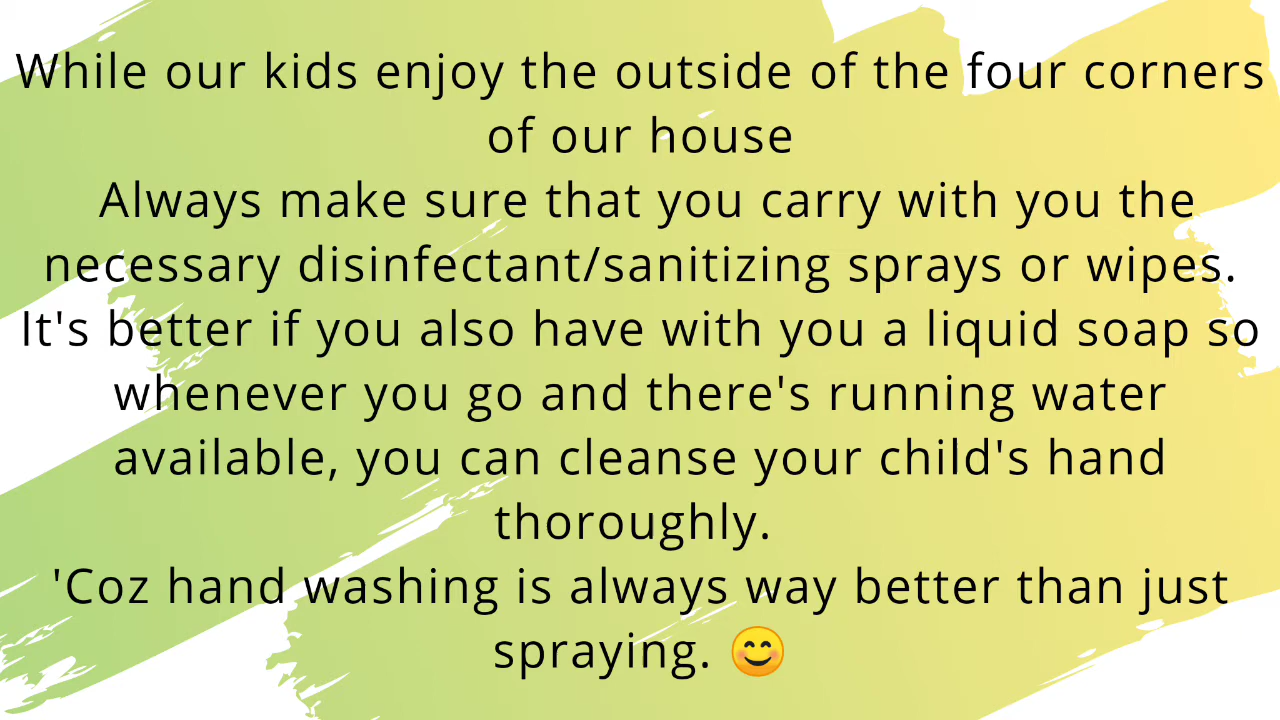 While our kids enjoy the outside of the four corners
of our house
Always make sure that you carry with you the
necessary disinfectant/sanitizing sprays or wipes.
It's better if you also have with you a liquid soap so
whenever you go and there's running water
available, you can cleanse your child's hand
thoroughly.
'Coz hand washing is always way better than just
spraying. 😊